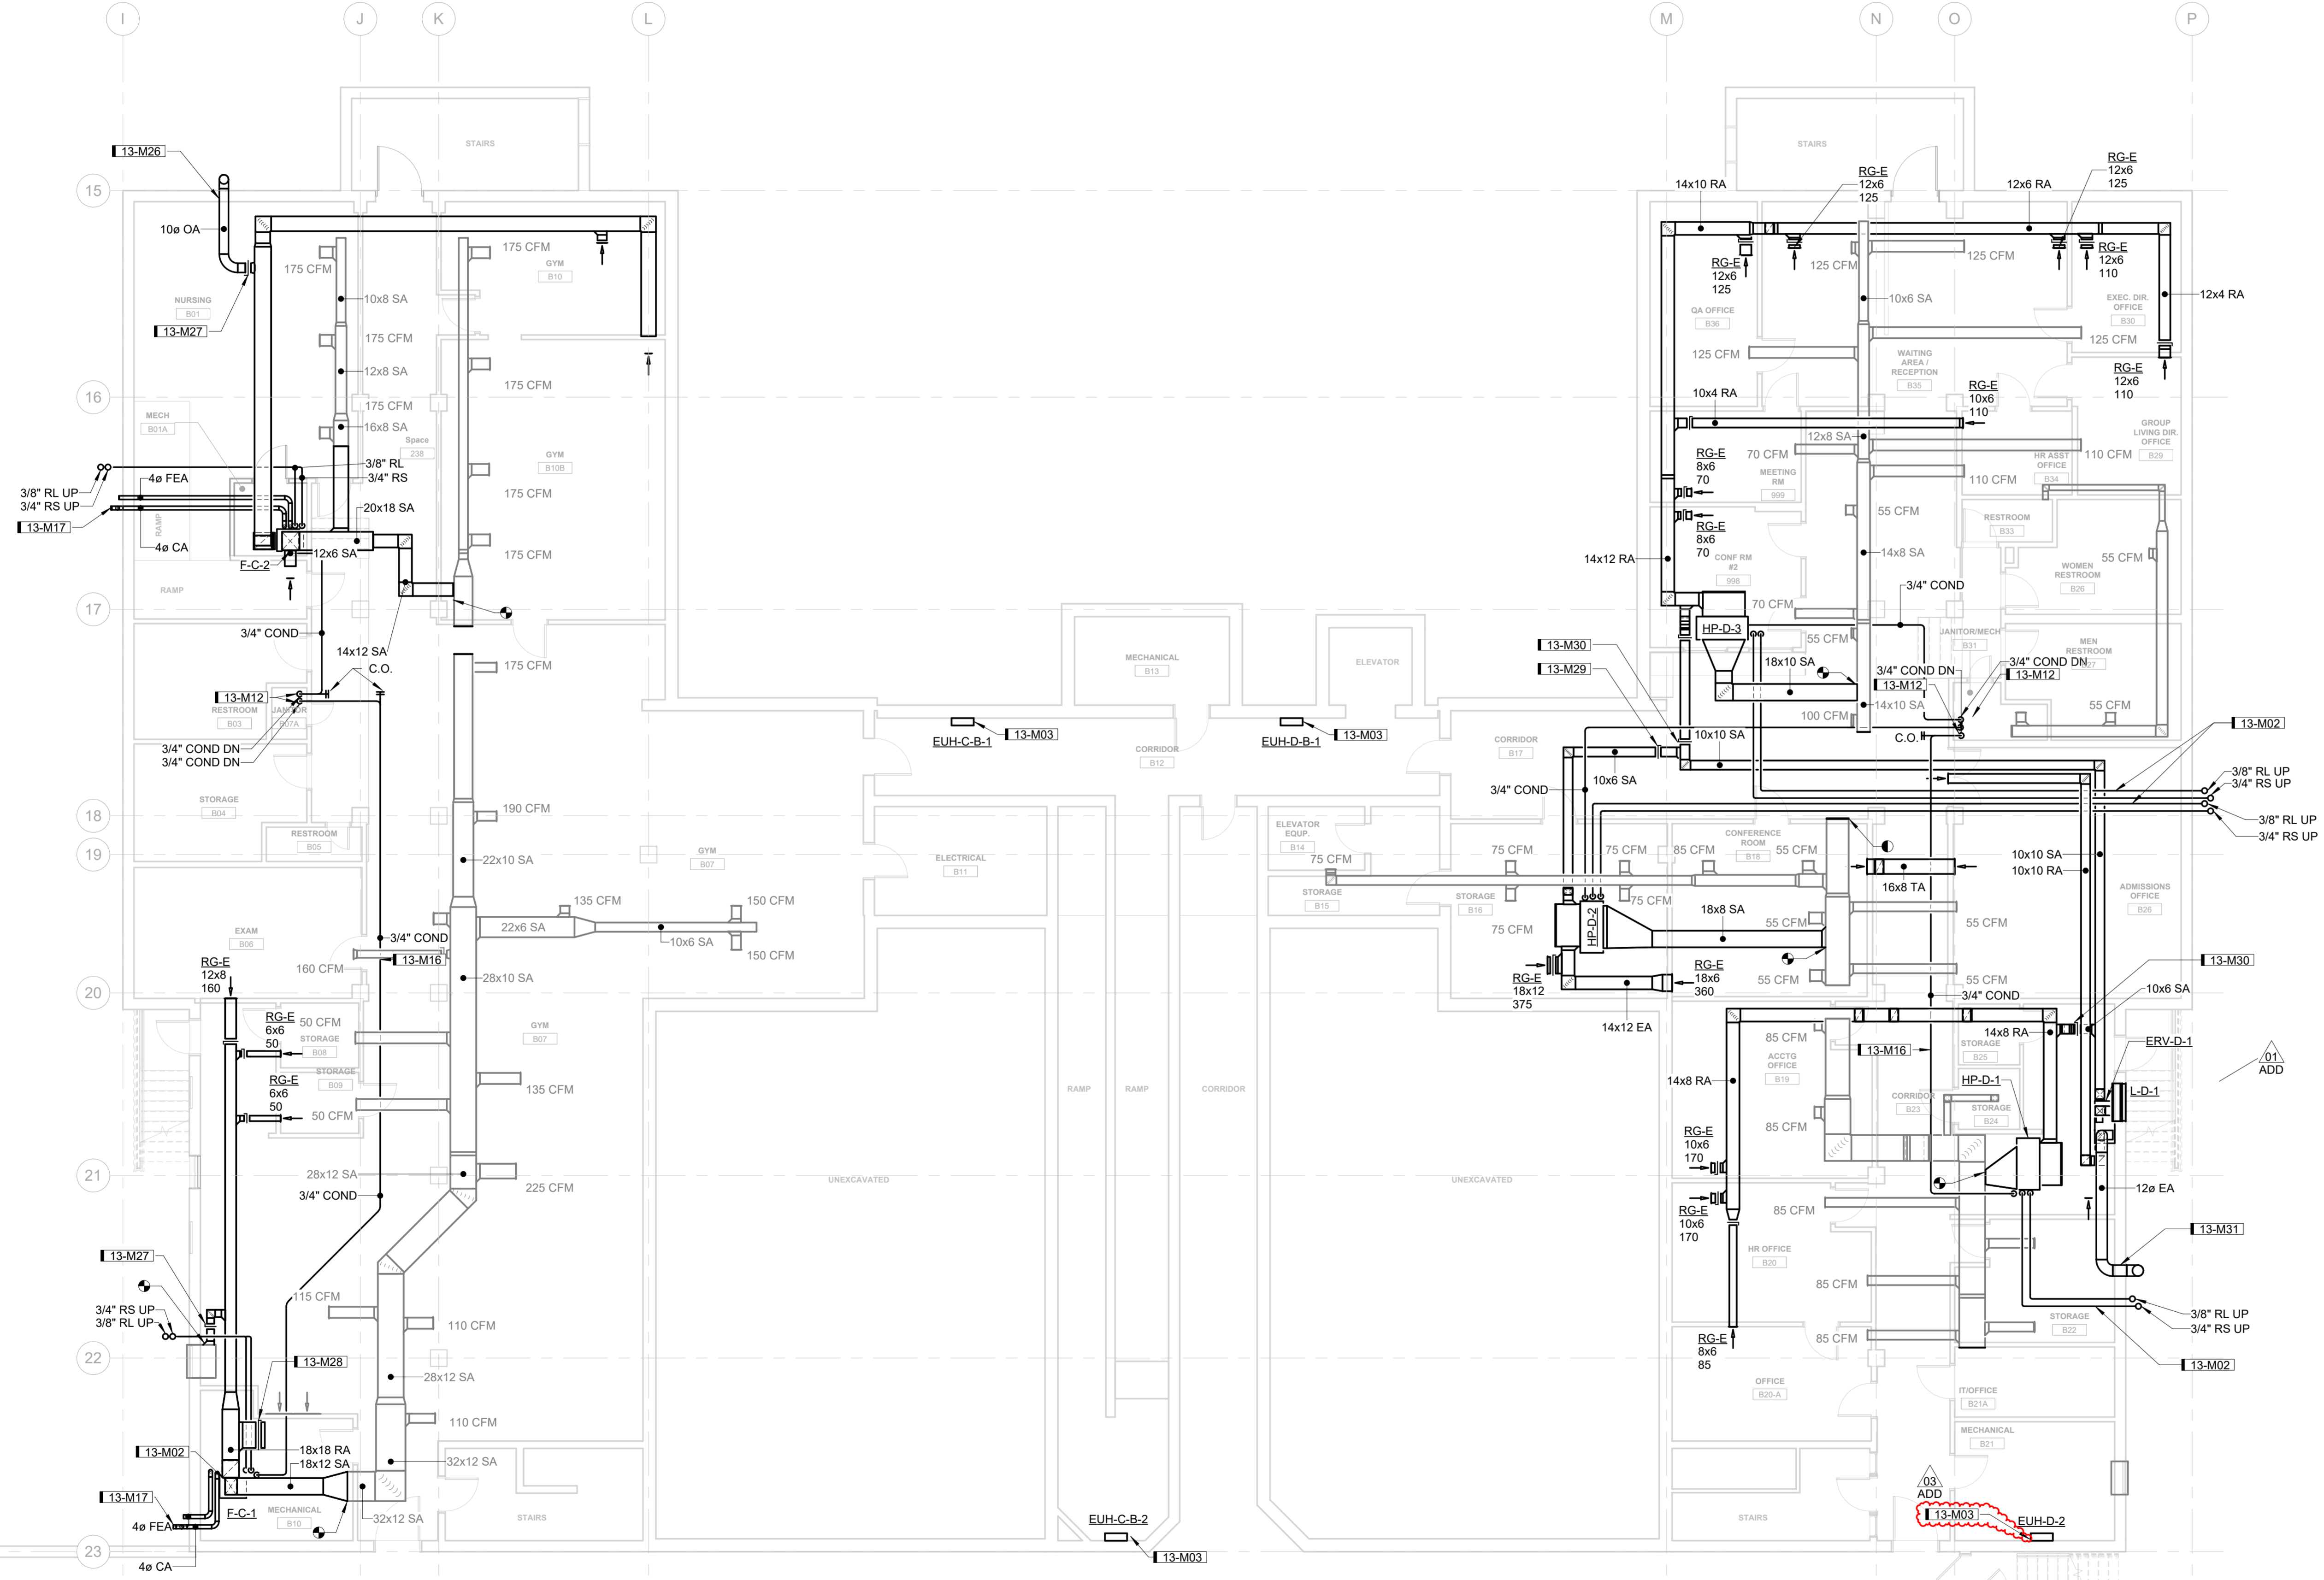 I
J
K
L
M
N
O
P
15
16
17
18
19
20
21
22
23
STAIRS
13-M26
10ø OA
175 CFM
175 CFM
GYM
B10
NURSING
B01
10x8 SA
13-M27
175 CFM
12x8 SA
175 CFM
175 CFM
MECH
B01A
16x8 SA
Space
238
GYM
B10B
3/8" RL
3/4" RS
4ø FEA
3/8" RL UP
3/4" RS UP
175 CFM
20x18 SA
13-M17
RAMP
4ø CA
12x6 SA
175 CFM
F-C-2
RAMP
3/4" COND
14x12 SA
C.O.
175 CFM
13-M12
RESTROOM
B03
JANITOR
B07A
3/4" COND DN
3/4" COND DN
STORAGE
B04
190 CFM
RESTROOM
B05
22x10 SA
GYM
B07
135 CFM
150 CFM
22x6 SA
10x6 SA
150 CFM
EXAM
B06
3/4" COND
13-M16
160 CFM
28x10 SA
RG-E
12x8
160
RG-E
6x6
50
50 CFM
STORAGE
B08
GYM
B07
STORAGE
B09
RG-E
6x6
50
50 CFM
135 CFM
28x12 SA
225 CFM
3/4" COND
13-M27
115 CFM
3/4" RS UP
3/8" RL UP
110 CFM
13-M28
28x12 SA
110 CFM
13-M02
18x18 RA
18x12 SA
32x12 SA
13-M17
F-C-1
MECHANICAL
B10
4ø FEA
32x12 SA
STAIRS
4ø CA
MECHANICAL
B13
ELEVATOR
EUH-C-B-1
13-M03
EUH-D-B-1
13-M03
CORRIDOR
B12
CORRIDOR
B17
ELECTRICAL
B11
ELEVATOR
EQUP.
B14
75 CFM
STORAGE
B15
RAMP
RAMP
CORRIDOR
UNEXCAVATED
UNEXCAVATED
EUH-C-B-2
13-M03
STAIRS
14x10 RA
RG-E
12x6
125
12x6 RA
RG-E
12x6
125
RG-E
12x6
125
125 CFM
125 CFM
RG-E
12x6
110
10x6 SA
12x4 RA
QA OFFICE
B36
EXEC. DIR.
OFFICE
B30
125 CFM
125 CFM
WAITING
AREA /
RECEPTION
B35
RG-E
12x6
110
10x4 RA
RG-E
10x6
110
12x8 SA
GROUP
LIVING DIR.
OFFICE
B29
70 CFM
110 CFM
HR ASST
OFFICE
B34
RG-E
8x6
70
MEETING
RM
999
110 CFM
RG-E
8x6
70
55 CFM
RESTROOM
B33
14x12 RA
CONF RM
#2
998
14x8 SA
55 CFM
WOMEN
RESTROOM
B26
3/4" COND
70 CFM
HP-D-3
55 CFM
JANITOR/MECH
B31
MEN
RESTROOM
B27
13-M30
13-M29
18x10 SA
3/4" COND DN
3/4" COND DN
13-M12
13-M12
14x10 SA
100 CFM
55 CFM
C.O.
13-M02
10x10 SA
10x6 SA
3/4" COND
3/8" RL UP
3/4" RS UP
3/8" RL UP
3/4" RS UP
CONFERENCE
ROOM
B18
75 CFM
75 CFM
85 CFM
55 CFM
10x10 SA
10x10 RA
16x8 TA
STORAGE
B16
75 CFM
18x8 SA
ADMISSIONS
OFFICE
B26
75 CFM
HP-D-2
55 CFM
55 CFM
RG-E
18x12
375
RG-E
18x6
360
55 CFM
55 CFM
13-M30
3/4" COND
10x6 SA
14x12 EA
85 CFM
14x8 RA
STORAGE
B25
ERV-D-1
13-M16
ACCTG
OFFICE
B19
01
ADD
14x8 RA
HP-D-1
L-D-1
CORRIDOR
B23
STORAGE
B24
85 CFM
RG-E
10x6
170
12ø EA
RG-E
10x6
170
85 CFM
13-M31
HR OFFICE
B20
85 CFM
STORAGE
B22
3/8" RL UP
3/4" RS UP
RG-E
8x6
85
85 CFM
13-M02
OFFICE
B20-A
IT/OFFICE
B21A
MECHANICAL
B21
03
ADD
STAIRS
13-M03
EUH-D-2